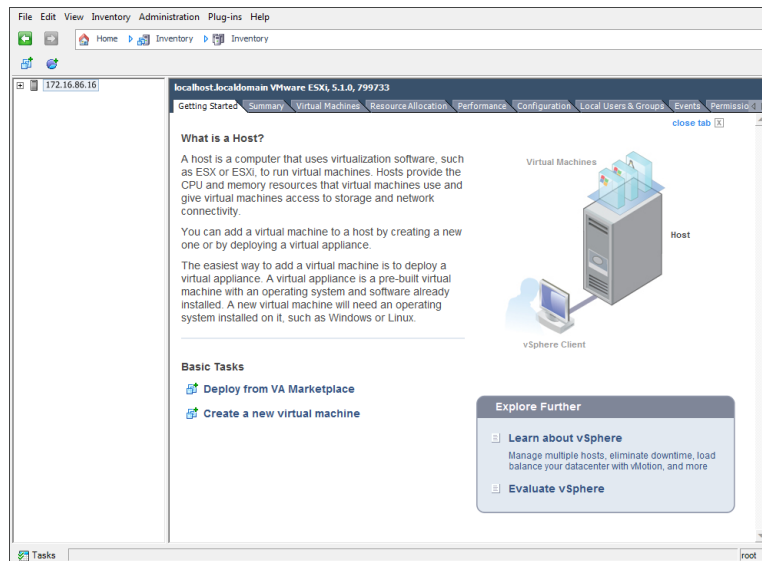 File Edit View Inventory Administration Plug-ins Help
Home Inventory Inventory
172.16.86.16
localhost.localdomain VMware ESXi, 5.1.0, 799733
Getting Started Summary Virtual Machines Resource Allocation Performance Configuration Local Users & Groups Events Permissio
close tab X
What is a Host?
A host is a computer that uses virtualization software, such
as ESX or ESXi, to run virtual machines. Hosts provide the
CPU and memory resources that virtual machines use and
give virtual machines access to storage and network
connectivity.
You can add a virtual machine to a host by creating a new
one or by deploying a virtual appliance.
The easiest way to add a virtual machine is to deploy a
virtual appliance. A virtual appliance is a pre-built virtual
machine with an operating system and software already
installed. A new virtual machine will need an operating
system installed on it, such as Windows or Linux.
Virtual Machines
Host
vSphere Client
Basic Tasks
Deploy from VA Marketplace
Create a new virtual machine
Explore Further
Learn about vSphere
Manage multiple hosts, eliminate downtime, load
balance your datacenter with vMotion, and more
Evaluate vSphere
Tasks
root